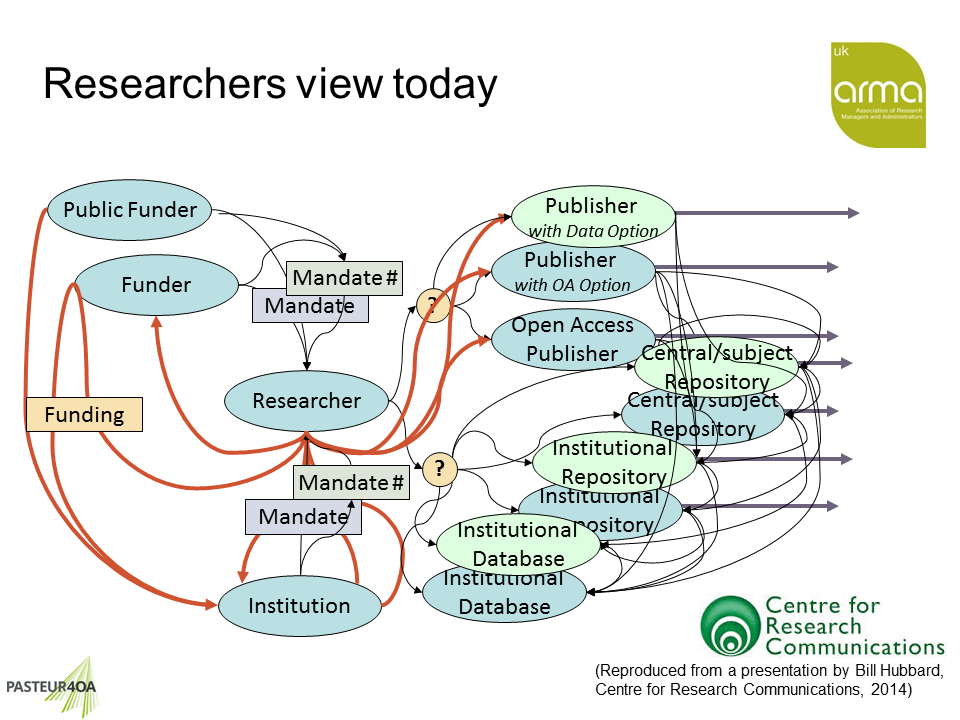 Researchers view today
uk
arma
Association of Research
Managers and Administrators
Public Funder
Funder
Mandate #
Mandate
Researcher
Funding
Mandate #
Mandate
Institution
?
?
Publisher
with Data Option
Publisher
with OA Option
Open Access
Publisher
Central/subject
Repository
Central/subject
Repository
Institutional
Repository
Institutional
pository
Institutional
Database
Institutional
Database
Centre for
Research
Communications
(Reproduced from a presentation by Bill Hubbard,
Centre for Research Communications, 2014)
PASTEUR4OA